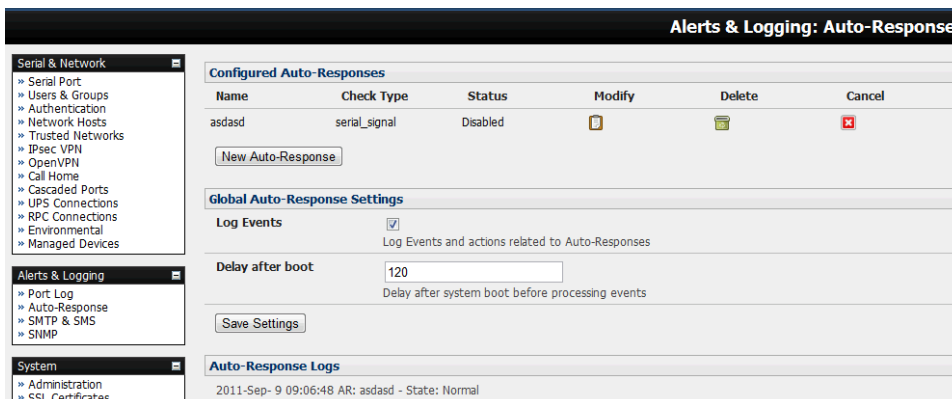 Alerts & Logging: Auto-Response
Serial & Network
» Serial Port
» Users & Groups
» Authentication
» Network Hosts
» Trusted Networks
» IPsec VPN
» OpenVPN
» Call Home
» Cascaded Ports
» UPS Connections
» RPC Connections
» Environmental
» Managed Devices
Alerts & Logging
» Port Log
» Auto-Response
» SMTP & SMS
» SNMP
System
» Administration
» SSL Certificates
Configured Auto-Responses
Name Check Type Status Modify Delete Cancel
asdasd serial_signal Disabled
New Auto-Response
Global Auto-Response Settings
Log Events
Log Events and actions related to Auto-Responses
Delay after boot 120
Delay after system boot before processing events
Save Settings
Auto-Response Logs
2011-Sep- 9 09:06:48 AR: asdasd - State: Normal